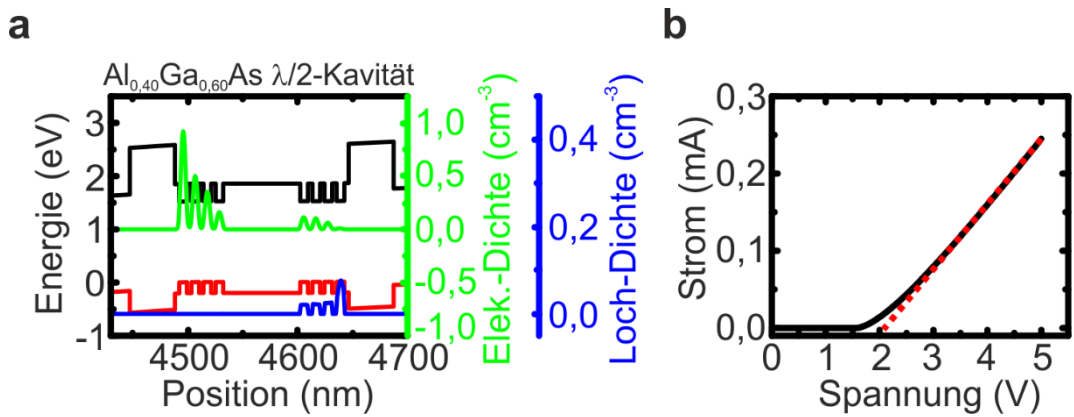 a
Al0,40Ga0,60As λ/2-Kavität
Energie (eV)
3
2
1
0
-1
4500
4600
4700
Position (nm)
1,0
0,5
0,0
-0,5
-1,0
Elek.-Dichte (cm-3)
0,4
0,2
0,0
Loch-Dichte (cm-3)
b
Strom (mA)
0,3
0,2
0,1
0,0
0 1 2 3 4 5
Spannung (V)